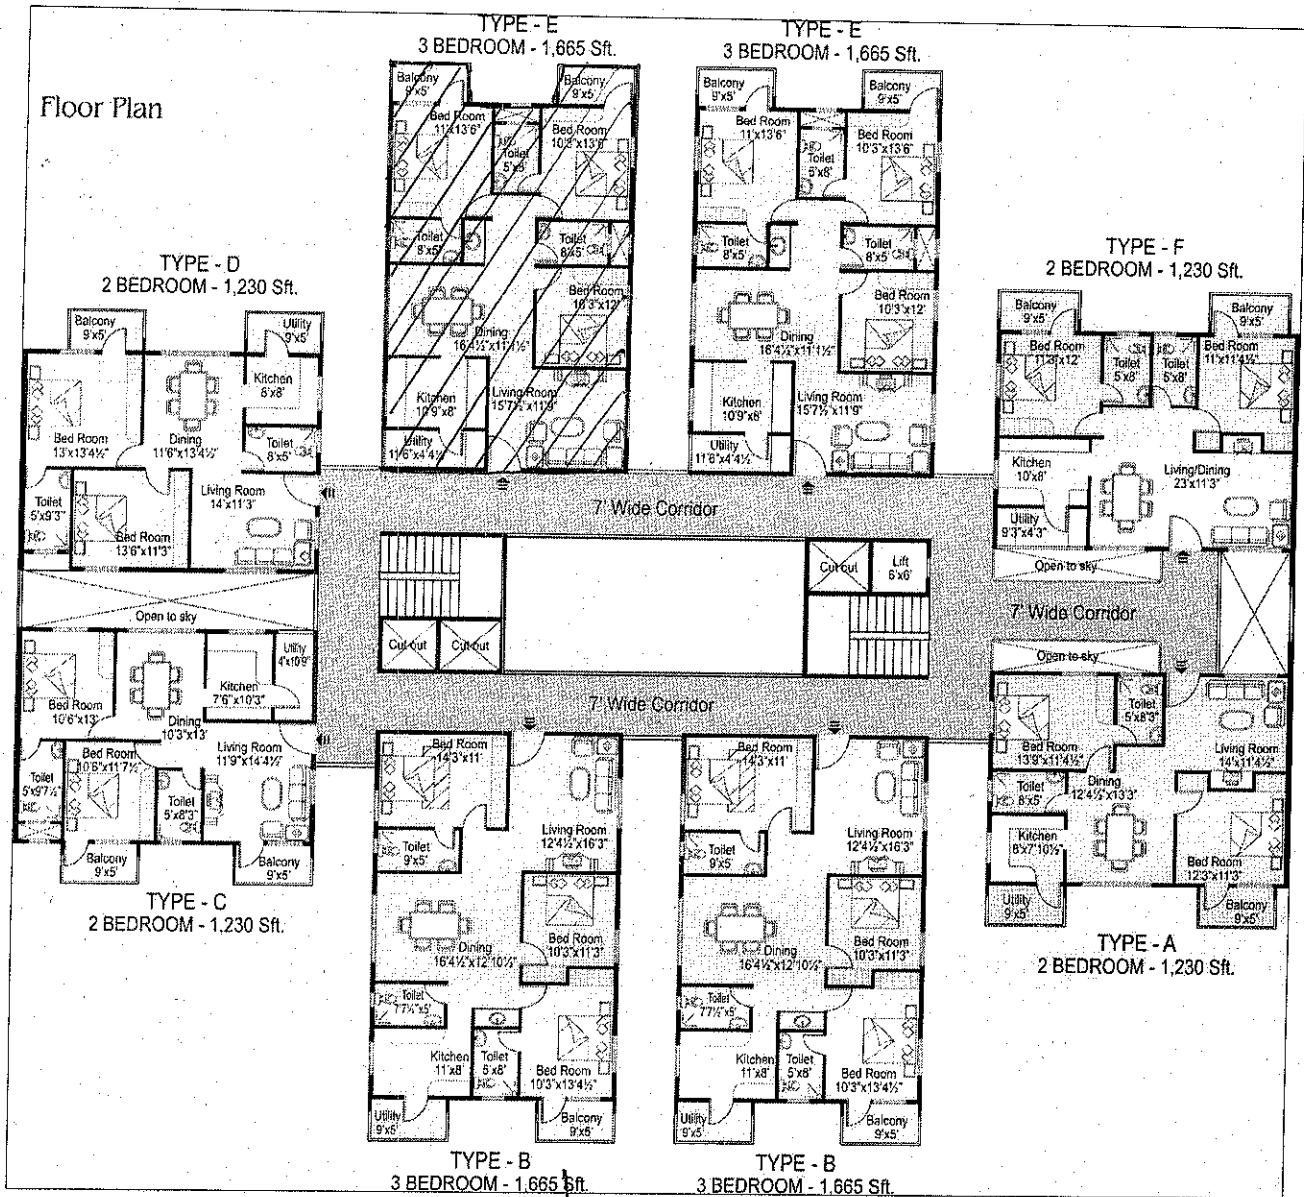 Floor Plan
TYPE - E
3 BEDROOM - 1,665 Sft.
Balcony
9'x5'
Balcony
9'x5'
Bed Room
11'x13'6"
Bed Room
10'3"x13'6"
Toilet
5'x8'
Toilet
8'x5'
Toilet
8'x5'
Bed Room
10'3"x12'
Dining
16'4½"x11'1½"
Kitchen
10'9"x8'
Living Room
15'7½"x11'9"
Utility
11'6"x4'4½"
TYPE - E
3 BEDROOM - 1,665 Sft.
Balcony
9'x5'
Balcony
9'x5'
Bed Room
11'x13'6"
Bed Room
10'3"x13'6"
Toilet
5'x8'
Toilet
8'x5'
Toilet
8'x5'
Bed Room
10'3"x12'
Dining
16'4½"x11'1½"
Kitchen
10'9"x8'
Living Room
15'7½"x11'9"
Utility
11'6"x4'4½"
TYPE - D
2 BEDROOM - 1,230 Sft.
Balcony
9'x5'
Utility
9'x5'
Kitchen
8'x8'
Bed Room
13'x13'4½"
Dining
11'6"x13'4½"
Toilet
8'x5'
Toilet
5'x9'3"
Living Room
14'x11'3"
Bed Room
13'6"x11'3"
Open to sky
TYPE - F
2 BEDROOM - 1,230 Sft.
Balcony
9'x5'
Balcony
9'x5'
Bed Room
11'3"x12'
Toilet
5'x8'
Toilet
5'x8'
Bed Room
11'x11'4½"
Kitchen
10'x8'
Living/Dining
23'x11'3"
Utility
9'3"x4'3"
Open to sky
7' Wide Corridor
Cut out
Lift
6'x6'
Cut out
Cut out
7' Wide Corridor
7' Wide Corridor
Open to sky
Bed Room
10'6"x13'
Utility
4'x10'9"
Kitchen
7'6"x10'3"
Dining
10'3"x13'
Bed Room
10'6"x11'7½"
Living Room
11'9"x14'4½"
Toilet
5'x9'7½"
Toilet
5'x8'3"
Balcony
9'x5'
Balcony
9'x5'
TYPE - C
2 BEDROOM - 1,230 Sft.
Bed Room
14'3"x11'
Living Room
12'4½"x16'3"
Toilet
9'x5'
Dining
16'4½"x12'10½"
Bed Room
10'3"x11'3"
Toilet
7'7½"x5'
Kitchen
11'x8'
Toilet
5'x8'
Bed Room
10'3"x13'4½"
Utility
9'x5'
Balcony
9'x5'
TYPE - B
3 BEDROOM - 1,665 Sft.
Bed Room
14'3"x11'
Living Room
12'4½"x16'3"
Toilet
9'x5'
Dining
16'4½"x12'10½"
Bed Room
10'3"x11'3"
Toilet
7'7½"x5'
Kitchen
11'x8'
Toilet
5'x8'
Bed Room
10'3"x13'4½"
Utility
9'x5'
Balcony
9'x5'
TYPE - B
3 BEDROOM - 1,665 Sft.
Toilet
5'x8'3"
Bed Room
13'9"x11'4½"
Living Room
14'x11'4½"
Toilet
8'x5'
Dining
12'4½"x13'3"
Kitchen
8'x7'10½"
Bed Room
12'3"x11'3"
Utility
9'x5'
Balcony
9'x5'
TYPE - A
2 BEDROOM - 1,230 Sft.